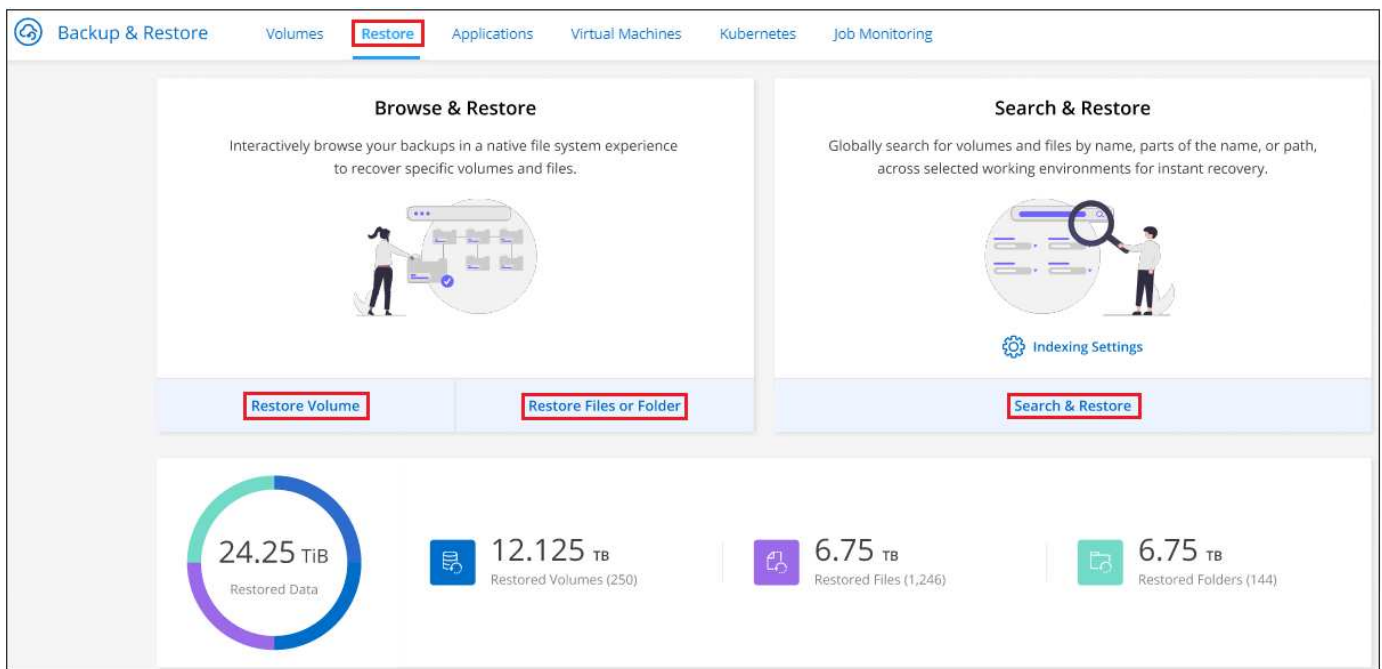 Backup & Restore
Volumes
Restore
Applications
Virtual Machines
Kubernetes
Job Monitoring
Browse & Restore
Interactively browse your backups in a native file system experience
to recover specific volumes and files.
Restore Volume
Restore Files or Folder
Search & Restore
Globally search for volumes and files by name, parts of the name, or path,
across selected working environments for instant recovery.
Indexing Settings
Search & Restore
24.25 TiB
Restored Data
12.125 TB
Restored Volumes (250)
6.75 TB
Restored Files (1,246)
6.75 TB
Restored Folders (144)